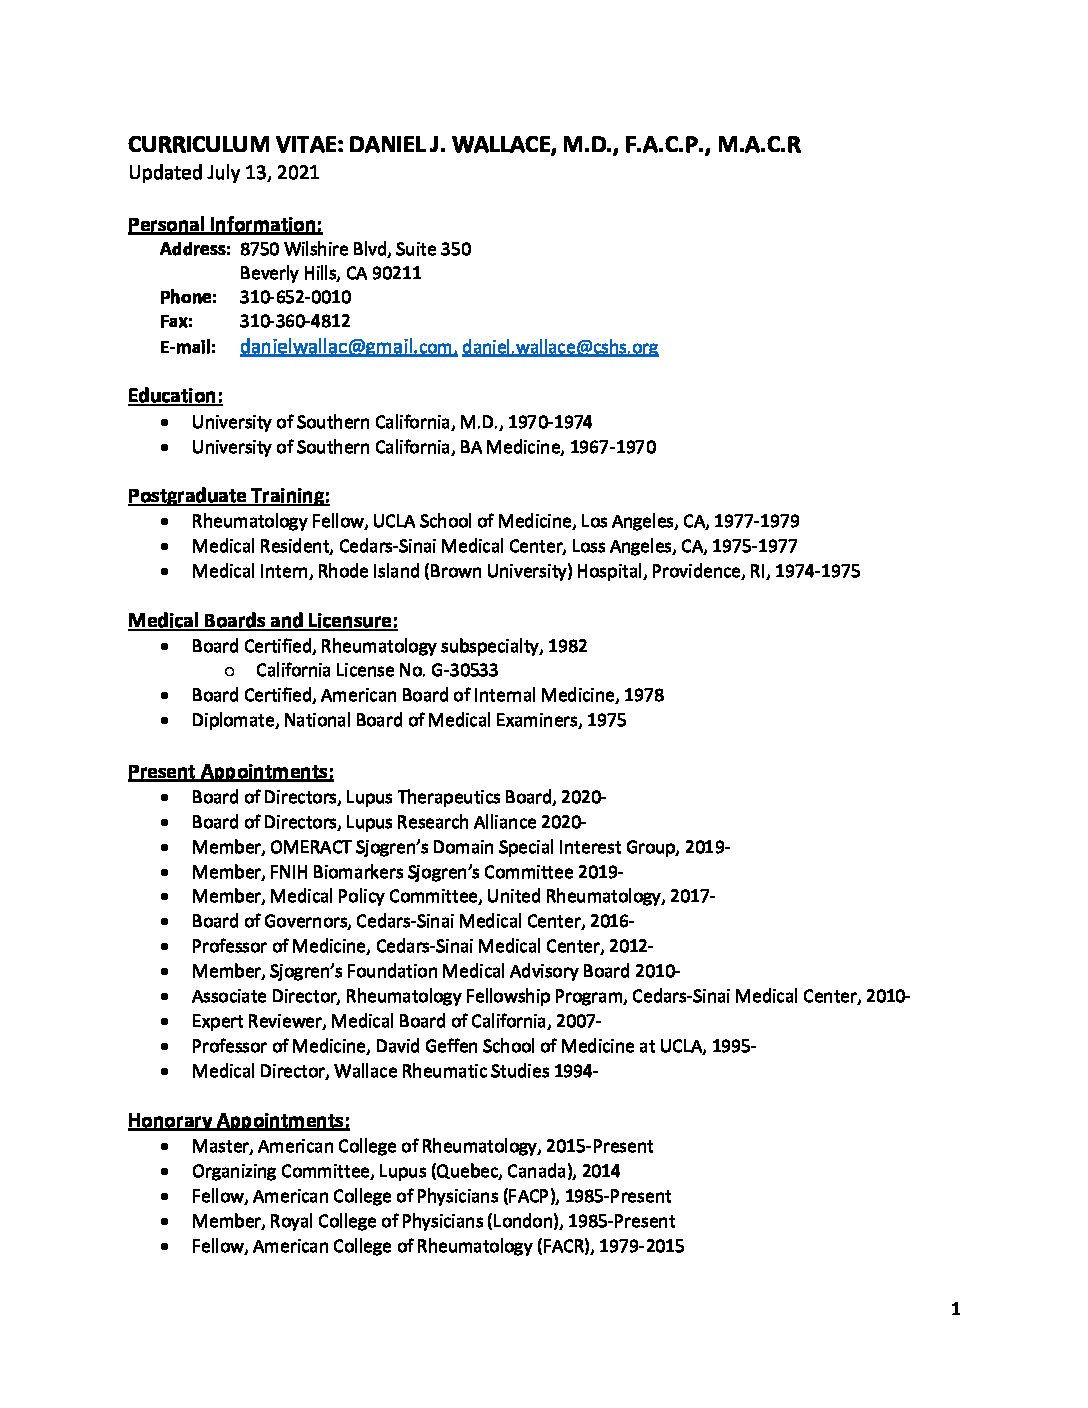 CURRICULUM VITAE: DANIEL J. WALLACE, M.D., F.A.C.P., M.A.C.R
Updated July 13, 2021
Personal Information:
Address: 8750 Wilshire Blvd, Suite 350
Beverly Hills, CA 90211
Phone: 310-652-0010
Fax: 310-360-4812
E-mail: danielwallac@gmail.com, daniel.wallace@cshs.org
Education:
• University of Southern California, M.D., 1970-1974
• University of Southern California, BA Medicine, 1967-1970
Postgraduate Training:
• Rheumatology Fellow, UCLA School of Medicine, Los Angeles, CA, 1977-1979
• Medical Resident, Cedars-Sinai Medical Center, Loss Angeles, CA, 1975-1977
• Medical Intern, Rhode Island (Brown University) Hospital, Providence, RI, 1974-1975
Medical Boards and Licensure:
• Board Certified, Rheumatology subspecialty, 1982
o California License No. G-30533
• Board Certified, American Board of Internal Medicine, 1978
• Diplomate, National Board of Medical Examiners, 1975
Present Appointments:
• Board of Directors, Lupus Therapeutics Board, 2020-
• Board of Directors, Lupus Research Alliance 2020-
• Member, OMERACT Sjogren’s Domain Special Interest Group, 2019-
• Member, FNIH Biomarkers Sjogren’s Committee 2019-
• Member, Medical Policy Committee, United Rheumatology, 2017-
• Board of Governors, Cedars-Sinai Medical Center, 2016-
• Professor of Medicine, Cedars-Sinai Medical Center, 2012-
• Member, Sjogren’s Foundation Medical Advisory Board 2010-
• Associate Director, Rheumatology Fellowship Program, Cedars-Sinai Medical Center, 2010-
• Expert Reviewer, Medical Board of California, 2007-
• Professor of Medicine, David Geffen School of Medicine at UCLA, 1995-
• Medical Director, Wallace Rheumatic Studies 1994-
Honorary Appointments:
• Master, American College of Rheumatology, 2015-Present
• Organizing Committee, Lupus (Quebec, Canada), 2014
• Fellow, American College of Physicians (FACP), 1985-Present
• Member, Royal College of Physicians (London), 1985-Present
• Fellow, American College of Rheumatology (FACR), 1979-2015
1